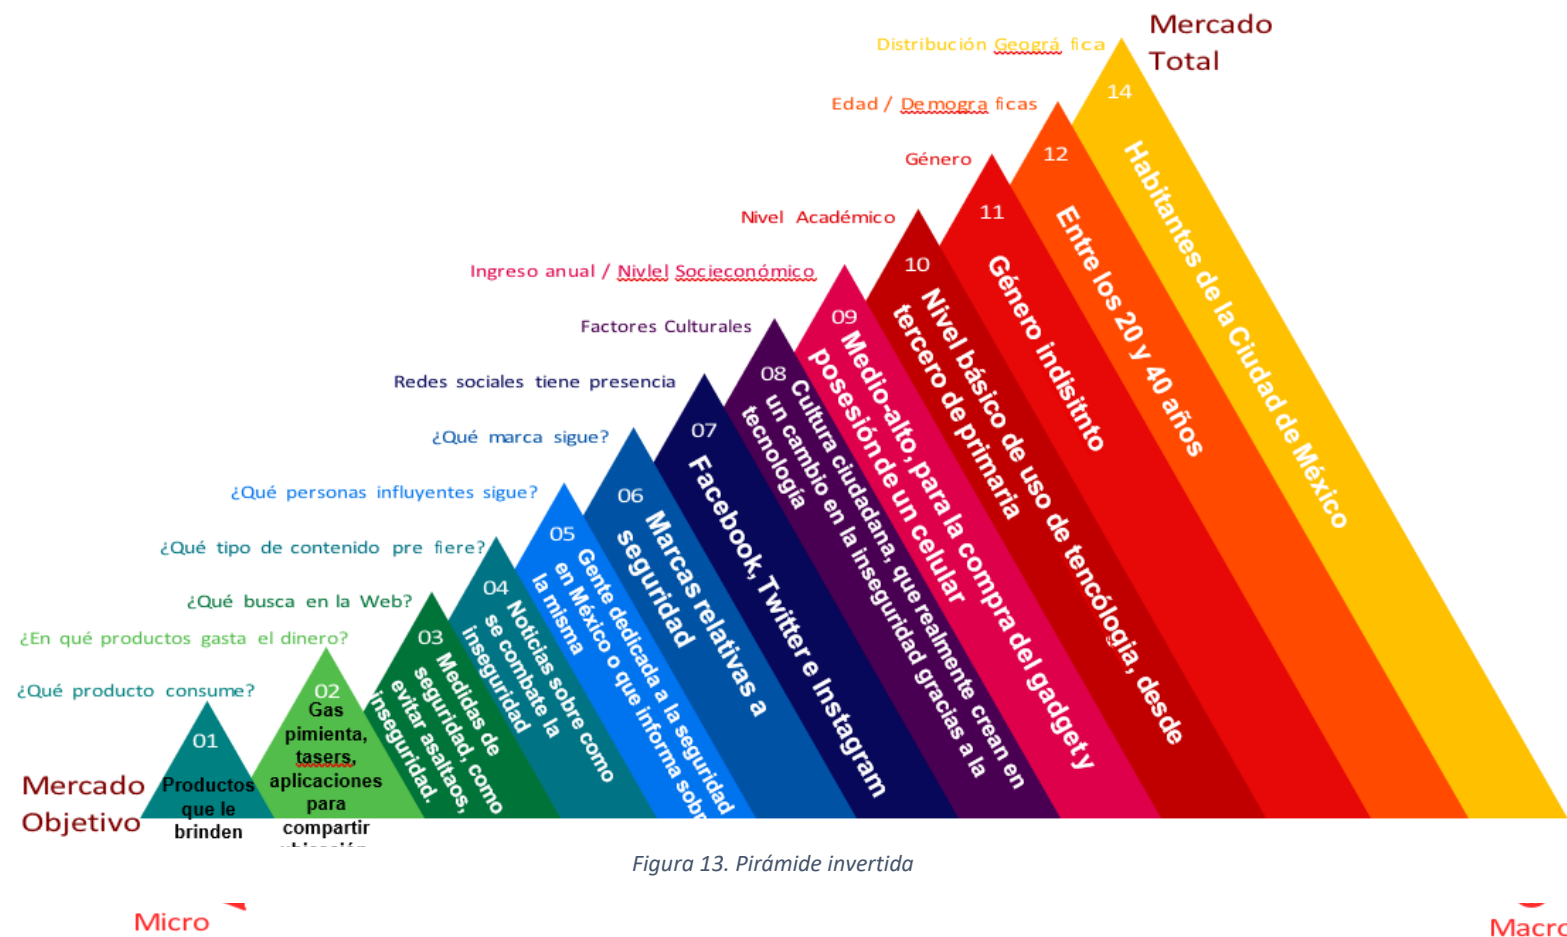 Mercado
Total
Distribución Geográ fica
14
Habitantes de la Ciudad de México
Edad / Demogra ficas
12
Entre los 20 y 40 años
Género
11
Género indisitnto
Nivel Académico
10
Nivel básico de uso de tencólogia, desde
tercero de primaria
Ingreso anual / Nivlel Socieconómico
09
Medio-alto, para la compra del gadget y
posesión de un celular
Factores Culturales
08
Cultura ciudadana, que realmente crean en
un cambio en la inseguridad gracias a la
tecnología
Redes sociales tiene presencia
07
Facebook, Twitter e Instagram
¿Qué marca sigue?
06
Marcas relativas a
seguridad
¿Qué personas influyentes sigue?
05
Gente dedicada a la seguridad
en México o que informa sobre
la misma
¿Qué tipo de contenido pre fiere?
04
Noticias sobre como
se combate la
inseguridad
¿Qué busca en la Web?
03
Medidas de
seguridad, como
evitar asaltaos,
inseguridad.
¿En qué productos gasta el dinero?
02
Gas
pimienta,
tasers,
aplicaciones
para
compartir
¿Qué producto consume?
01
Productos
que le
brinden
Mercado
Objetivo
Figura 13. Pirámide invertida
Micro
Macro